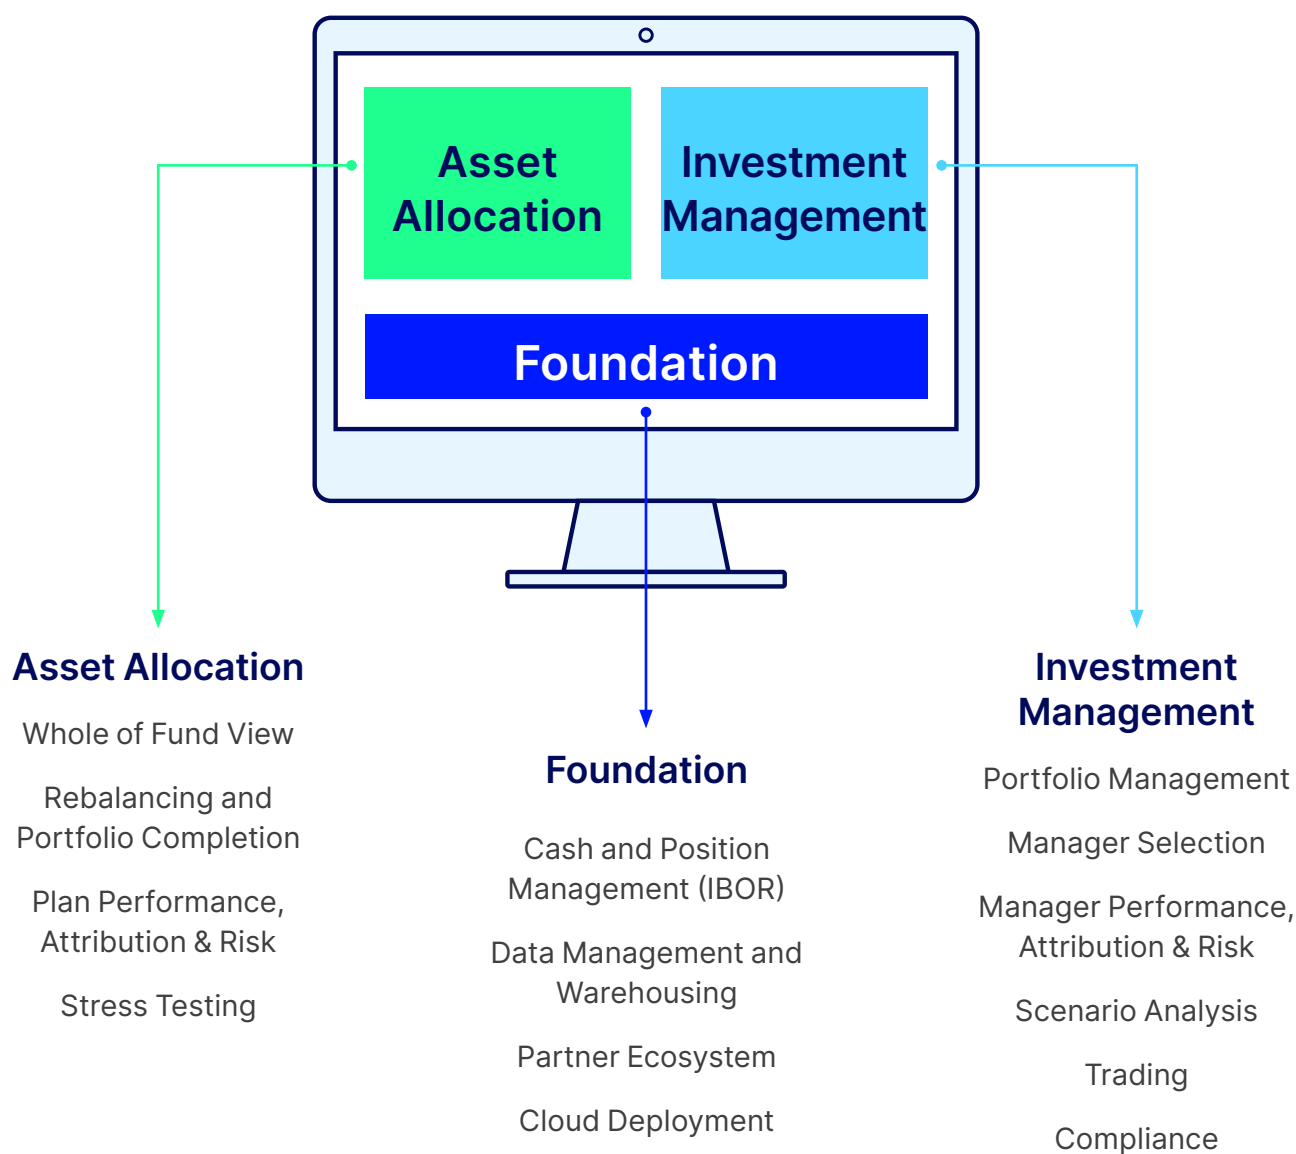 Asset
Allocation
Investment
Management
Foundation
Asset Allocation
Whole of Fund View
Rebalancing and
Portfolio Completion
Plan Performance,
Attribution & Risk
Stress Testing
Foundation
Cash and Position
Management (IBOR)
Data Management and
Warehousing
Partner Ecosystem
Cloud Deployment
Investment
Management
Portfolio Management
Manager Selection
Manager Performance,
Attribution & Risk
Scenario Analysis
Trading
Compliance